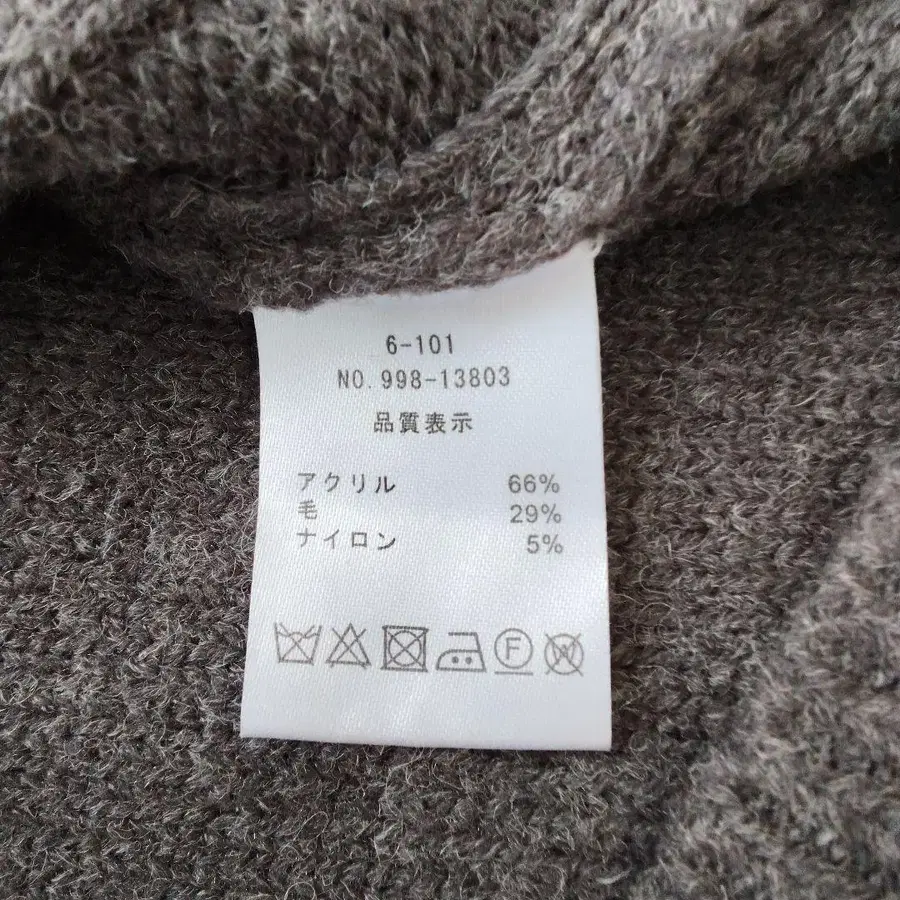 6-101
NO.998-13803
品質表示
アクリル 66%
毛 29%
ナイロン 5%
F W